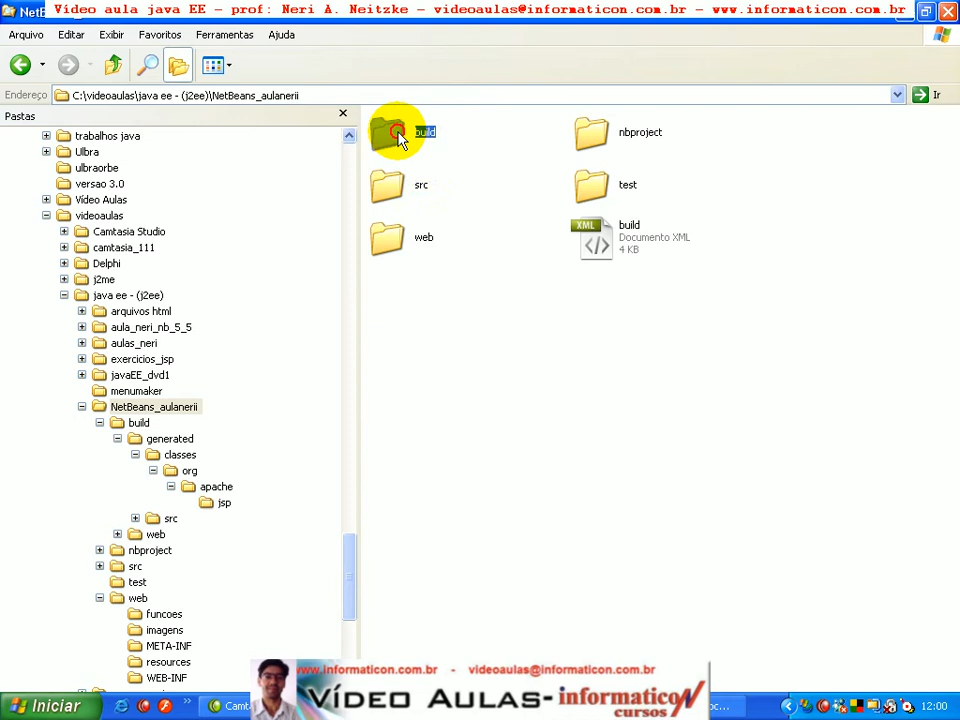 NetB
Vídeo aula java EE - prof: Neri A. Neitzke - videoaulas@informaticon.com.br - www.informaticon.com.br
Arquivo Editar Exibir Favoritos Ferramentas Ajuda
Endereço C:\videoaulas\java ee - (j2ee)\NetBeans_aulanerii Ir
Pastas
trabalhos java
Ulbra
ulbraorbe
versao 3.0
Vídeo Aulas
videoaulas
Camtasia Studio
camtasia_111
Delphi
j2me
java ee - (j2ee)
arquivos html
aula_neri_nb_5_5
aulas_neri
exercicios_jsp
javaEE_dvd1
menumaker
NetBeans_aulanerii
build
generated
classes
org
apache
jsp
src
web
nbproject
src
test
web
funcoes
imagens
META-INF
resources
WEB-INF
build
nbproject
src
test
web
build
Documento XML
4 KB
XML
www.informaticon.com.br - videoaulas@informaticon.com.br
VÍDEO AULAS- informaticoN
cursos
Iniciar
Camt
oc...
12:00